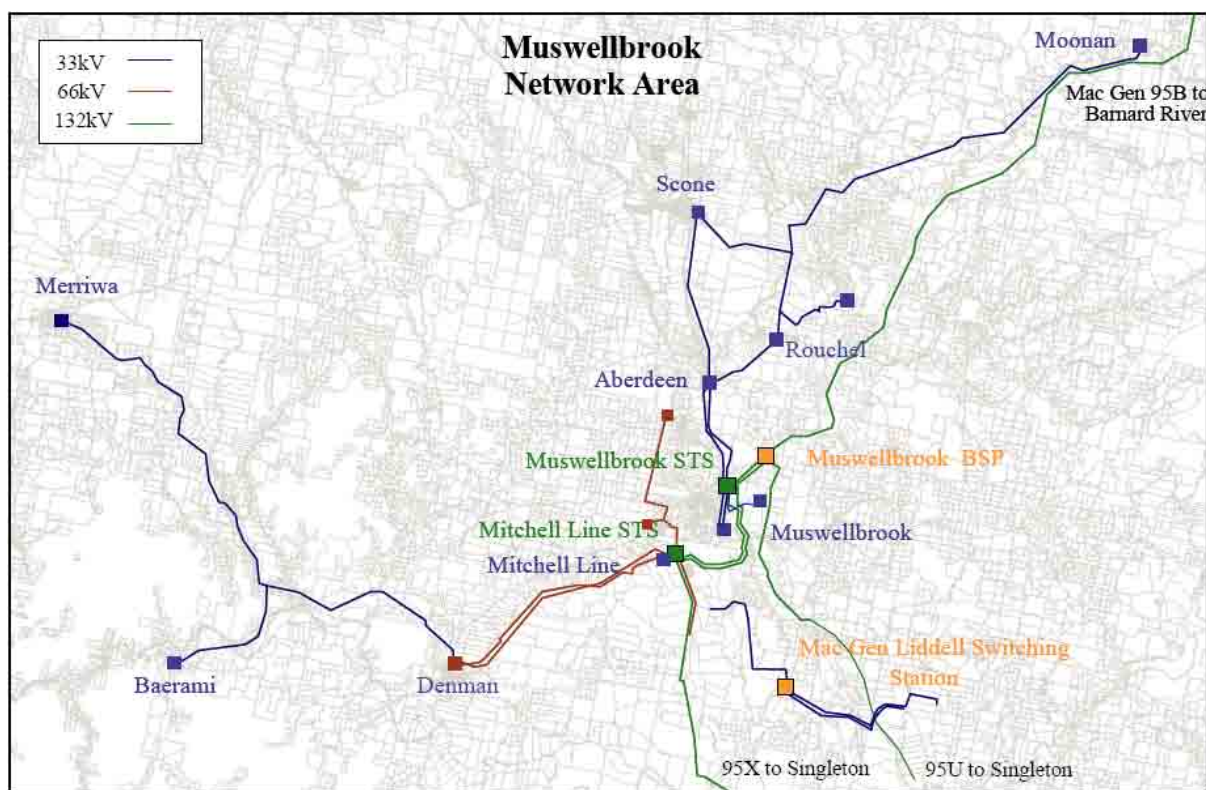 Muswellbrook
Network Area
33kV
66kV
132kV
Moonan
Mac Gen 95B to
Barnard River
Scone
Merriwa
Rouchel
Aberdeen
Muswellbrook STS
Muswellbrook BSP
Mitchell Line STS
Muswellbrook
Mitchell Line
Mac Gen Liddell Switching
Station
Baerami
Denman
95X to Singleton
95U to Singleton